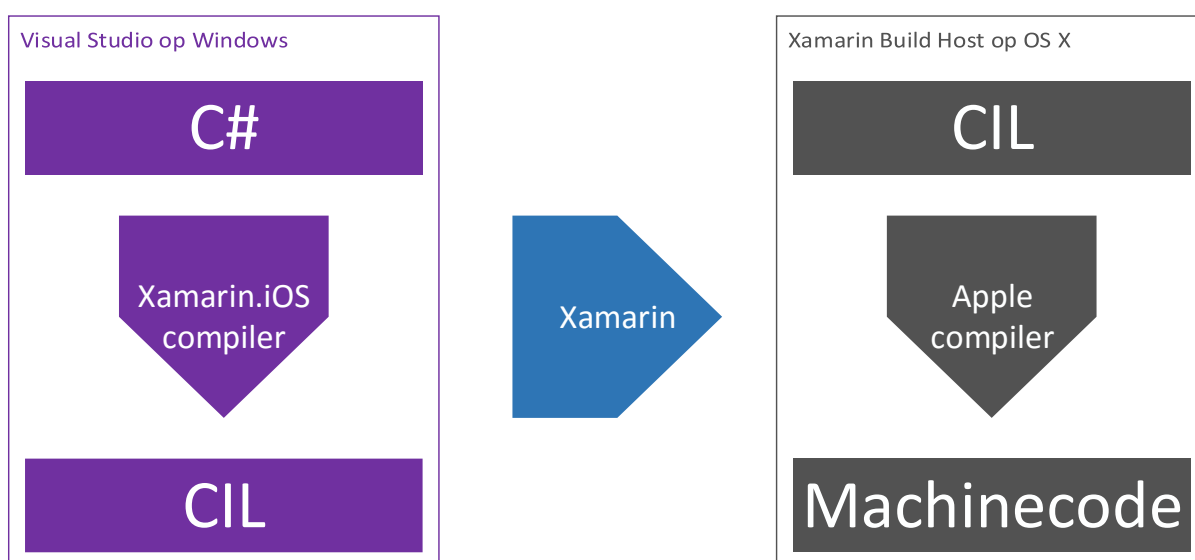 Visual Studio op Windows
C#
Xamarin.iOS
compiler
CIL
Xamarin
Xamarin Build Host op OS X
CIL
Apple
compiler
Machinecode